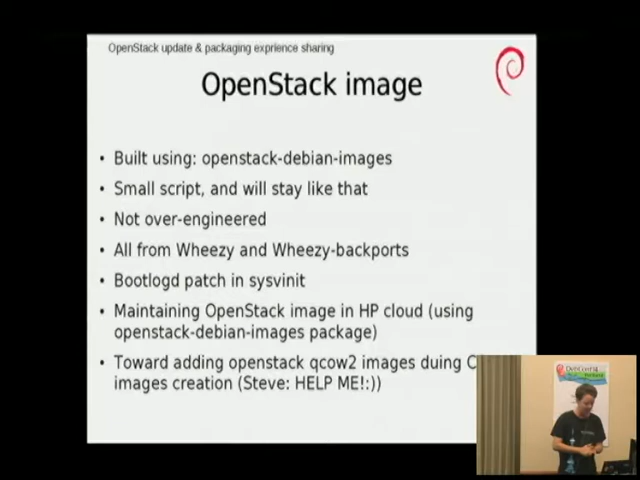 OpenStack update & packaging exprience sharing
OpenStack image
• Built using: openstack-debian-images
• Small script, and will stay like that
• Not over-engineered
• All from Wheezy and Wheezy-backports
• Bootlogd patch in sysvinit
• Maintaining OpenStack image in HP cloud (using
openstack-debian-images package)
• Toward adding openstack qcow2 images duing
images creation (Steve: HELP ME!:))